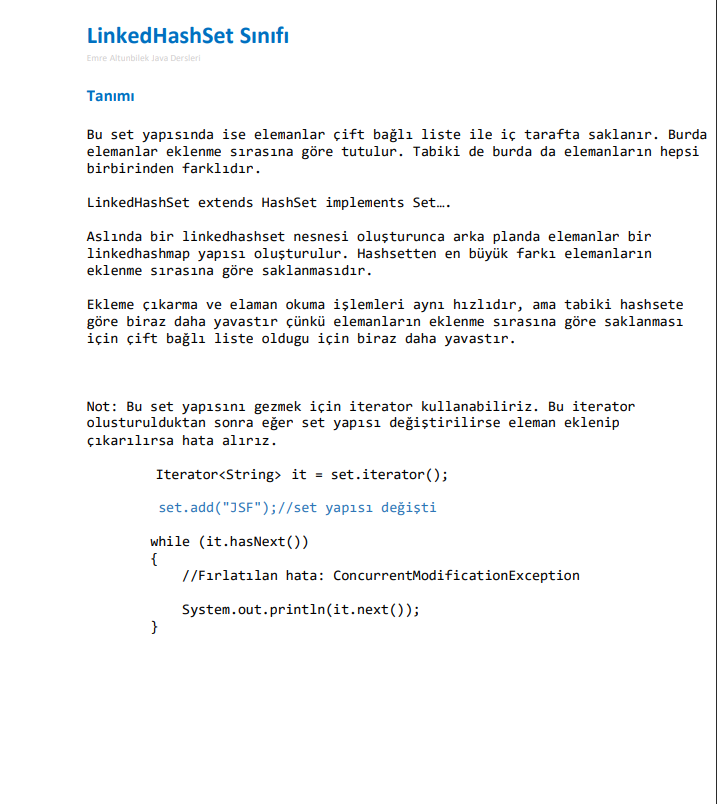 LinkedHashSet Sınıfı
Emre Altunbilek Java Dersleri
Tanımı
Bu set yapısında ise elemanlar çift bağlı liste ile iç tarafta saklanır. Burda
elemanlar eklenme sırasına göre tutulur. Tabiki de burda da elemanların hepsi
birbirinden farklıdır.
LinkedHashSet extends HashSet implements Set….
Aslında bir linkedhashset nesnesi oluşturunca arka planda elemanlar bir
linkedhashmap yapısı oluşturulur. Hashsetten en büyük farkı elemanların
eklenme sırasına göre saklanmasıdır.
Ekleme çıkarma ve elaman okuma işlemleri aynı hızlıdır, ama tabiki hashsete
göre biraz daha yavastır çünkü elemanların eklenme sırasına göre saklanması
için çift bağlı liste oldugu için biraz daha yavastır.
Not: Bu set yapısını gezmek için iterator kullanabiliriz. Bu iterator
olusturulduktan sonra eğer set yapısı değiştirilirse eleman eklenip
çıkarılırsa hata alırız.
Iterator<String> it = set.iterator();
set.add("JSF");//set yapısı değişti
while (it.hasNext())
{
//Fırlatılan hata: ConcurrentModificationException
System.out.println(it.next());
}